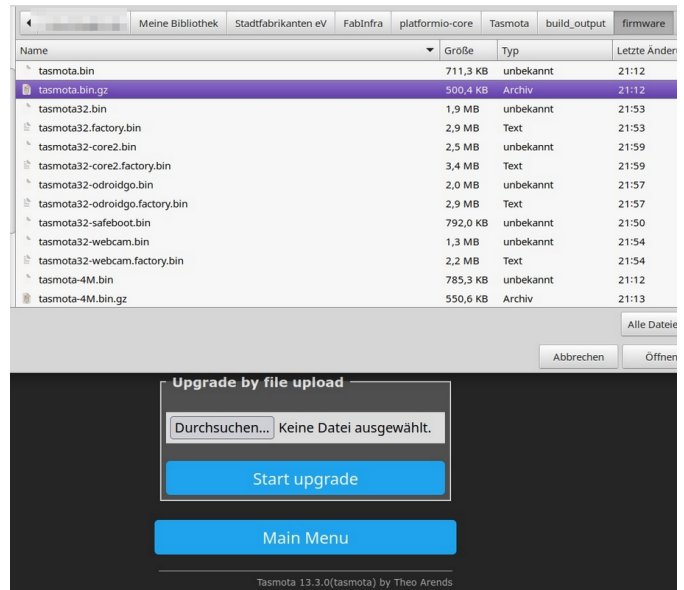 Meine Bibliothek Stadtfabrikanten eV FabInfra platformio-core Tasmota build_output firmware
Name Größe Typ Letzte Änder
tasmota.bin 711,3 KB unbekannt 21:12
tasmota.bin.gz 500,4 KB Archiv 21:12
tasmota32.bin 1,9 MB unbekannt 21:53
tasmota32.factory.bin 2,9 MB Text 21:53
tasmota32-core2.bin 2,5 MB unbekannt 21:59
tasmota32-core2.factory.bin 3,4 MB Text 21:59
tasmota32-odroidgo.bin 2,0 MB unbekannt 21:57
tasmota32-odroidgo.factory.bin 2,9 MB Text 21:57
tasmota32-safeboot.bin 792,0 KB unbekannt 21:50
tasmota32-webcam.bin 1,3 MB unbekannt 21:54
tasmota32-webcam.factory.bin 2,2 MB Text 21:54
tasmota-4M.bin 785,3 KB unbekannt 21:12
tasmota-4M.bin.gz 550,6 KB Archiv 21:13
Alle Dateie
Abbrechen Öffnen
Upgrade by file upload
Durchsuchen... Keine Datei ausgewählt.
Start upgrade
Main Menu
Tasmota 13.3.0(tasmota) by Theo Arends